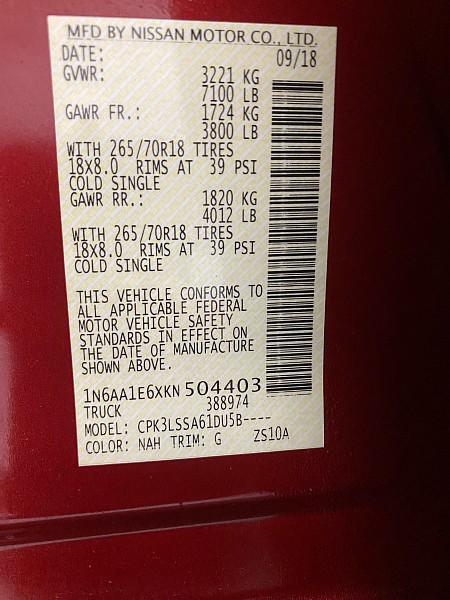 MFD BY NISSAN MOTOR CO., LTD.
DATE: 09/18
GVWR: 3221 KG
7100 LB
GAWR FR.: 1724 KG
3800 LB
WITH 265/70R18 TIRES
18X8.0 RIMS AT 39 PSI
COLD SINGLE
GAWR RR.: 1820 KG
4012 LB
WITH 265/70R18 TIRES
18X8.0 RIMS AT 39 PSI
COLD SINGLE
THIS VEHICLE CONFORMS TO
ALL APPLICABLE FEDERAL
MOTOR VEHICLE SAFETY
STANDARDS IN EFFECT ON
THE DATE OF MANUFACTURE
SHOWN ABOVE.
1N6AA1E6XKN504403
TRUCK 388974
MODEL: CPK3LSSA61DU5B----
COLOR: NAH TRIM: G ZS10A